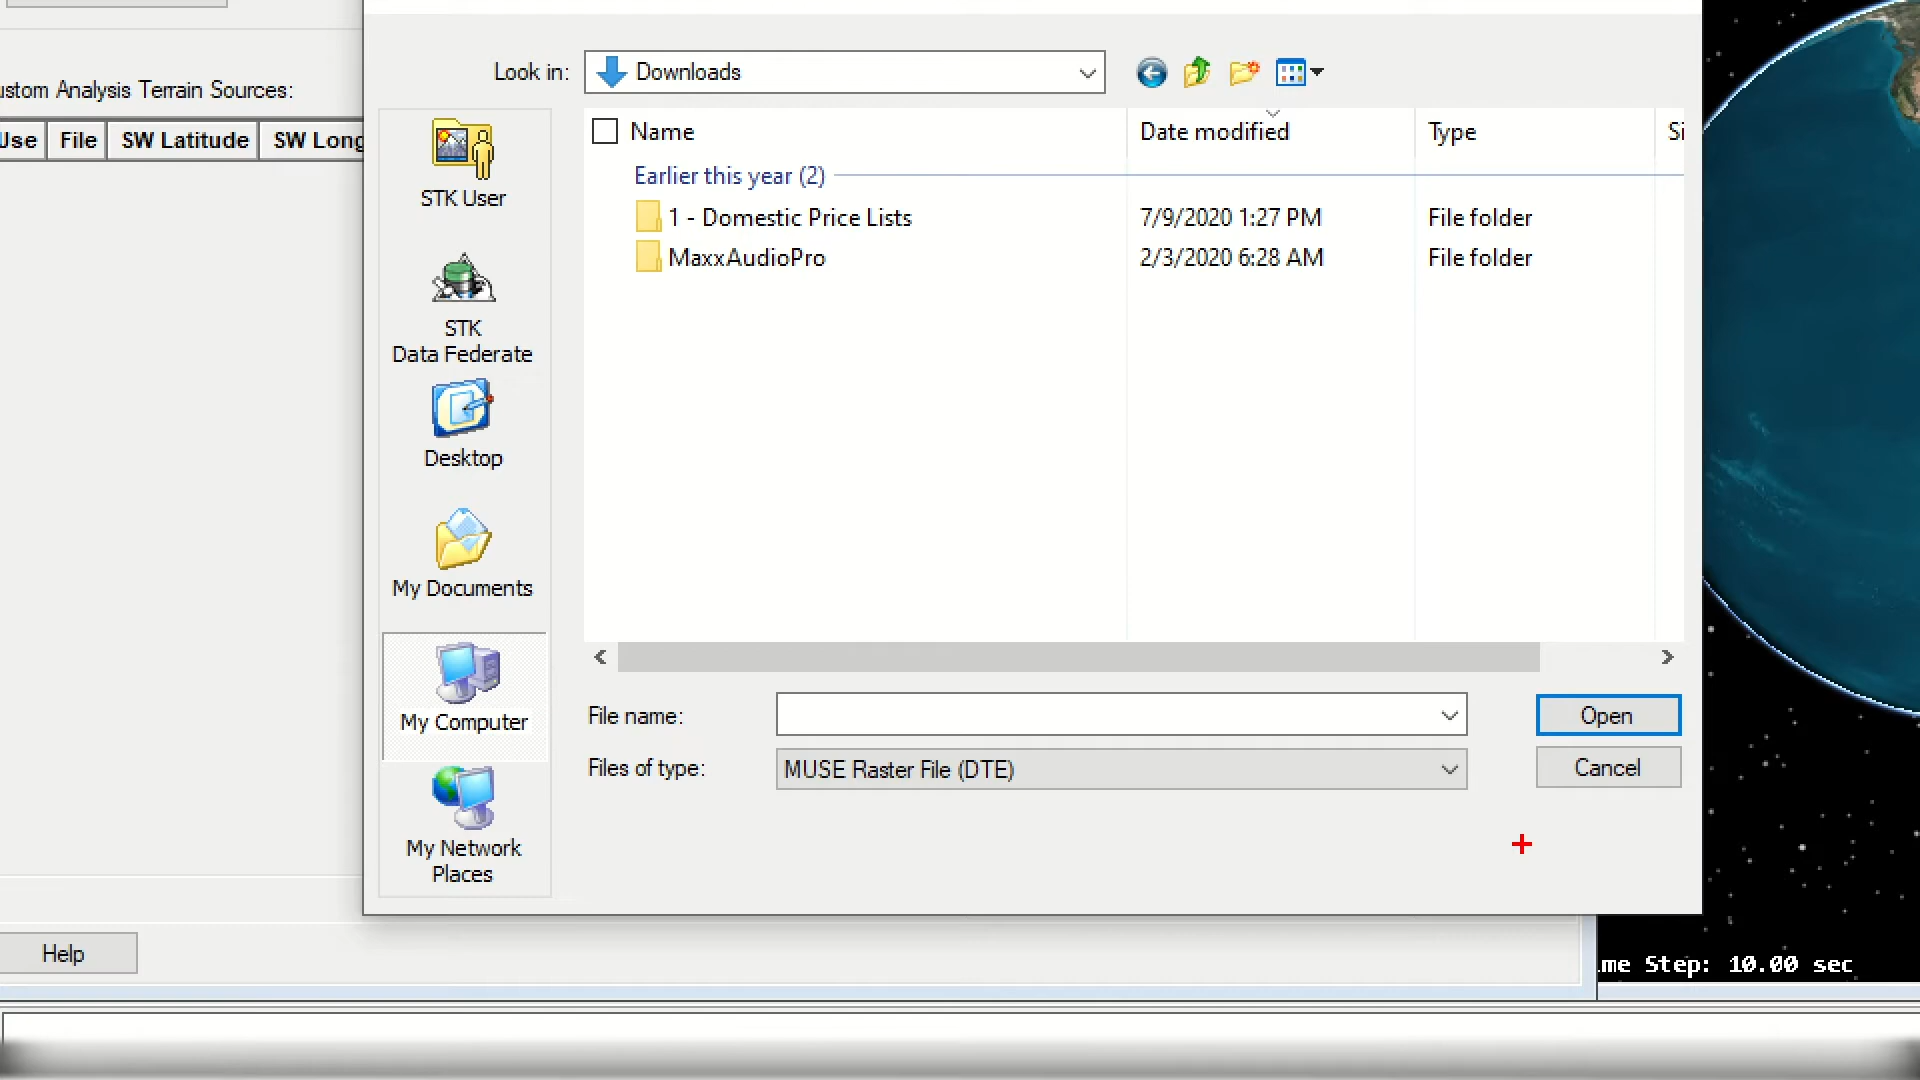 Look in: Downloads
ustom Analysis Terrain Sources:
Use File SW Latitude SW Long
Name Date modified Type Si
Earlier this year (2)
1 - Domestic Price Lists 7/9/2020 1:27 PM File folder
MaxxAudioPro 2/3/2020 6:28 AM File folder
STK User
STK
Data Federate
Desktop
My Documents
My Computer
My Network
Places
File name: Open
Files of type: MUSE Raster File (DTE) Cancel
Help
me Step: 10.00 sec